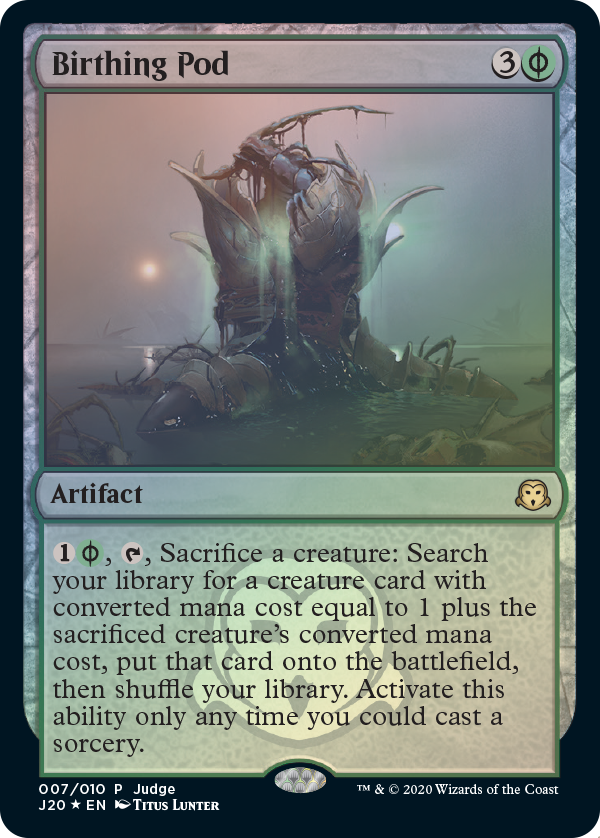 Birthing Pod 3
Artifact
1 , , Sacrifice a creature: Search
your library for a creature card with
converted mana cost equal to 1 plus the
sacrificed creature's converted mana
cost, put that card onto the battlefield,
then shuffle your library. Activate this
ability only any time you could cast a
sorcery.
007/010 P Judge
J20 ★ EN Titus Lunter
™ & © 2020 Wizards of the Coast